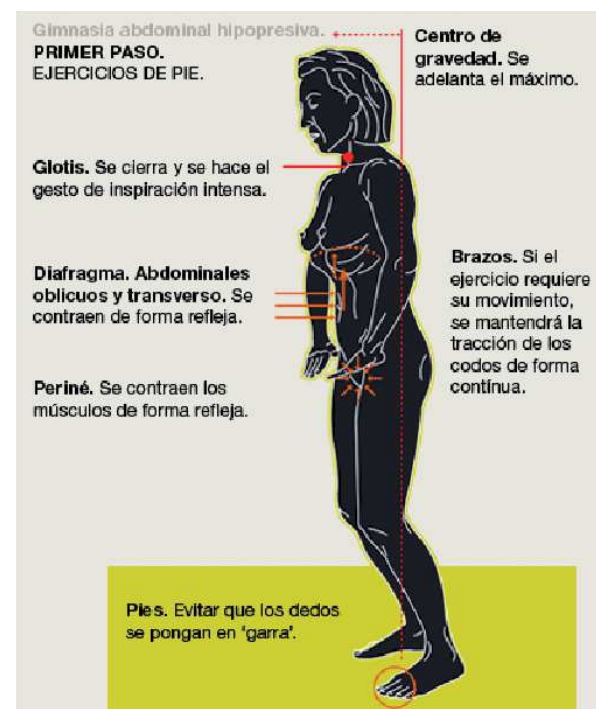 Gimnasia abdominal hipopresiva.
PRIMER PASO.
EJERCICIOS DE PIE.
Centro de
gravedad. Se
adelanta el máximo.
Glotis. Se cierra y se hace el
gesto de inspiración intensa.
Diafragma. Abdominales
oblicuos y transverso. Se
contraen de forma refleja.
Brazos. Si el
ejercicio requiere
su movimiento,
se mantendrá la
tracción de los
codos de forma
contínua.
Periné. Se contraen los
músculos de forma refleja.
Pies. Evitar que los dedos
se pongan en 'garra'.